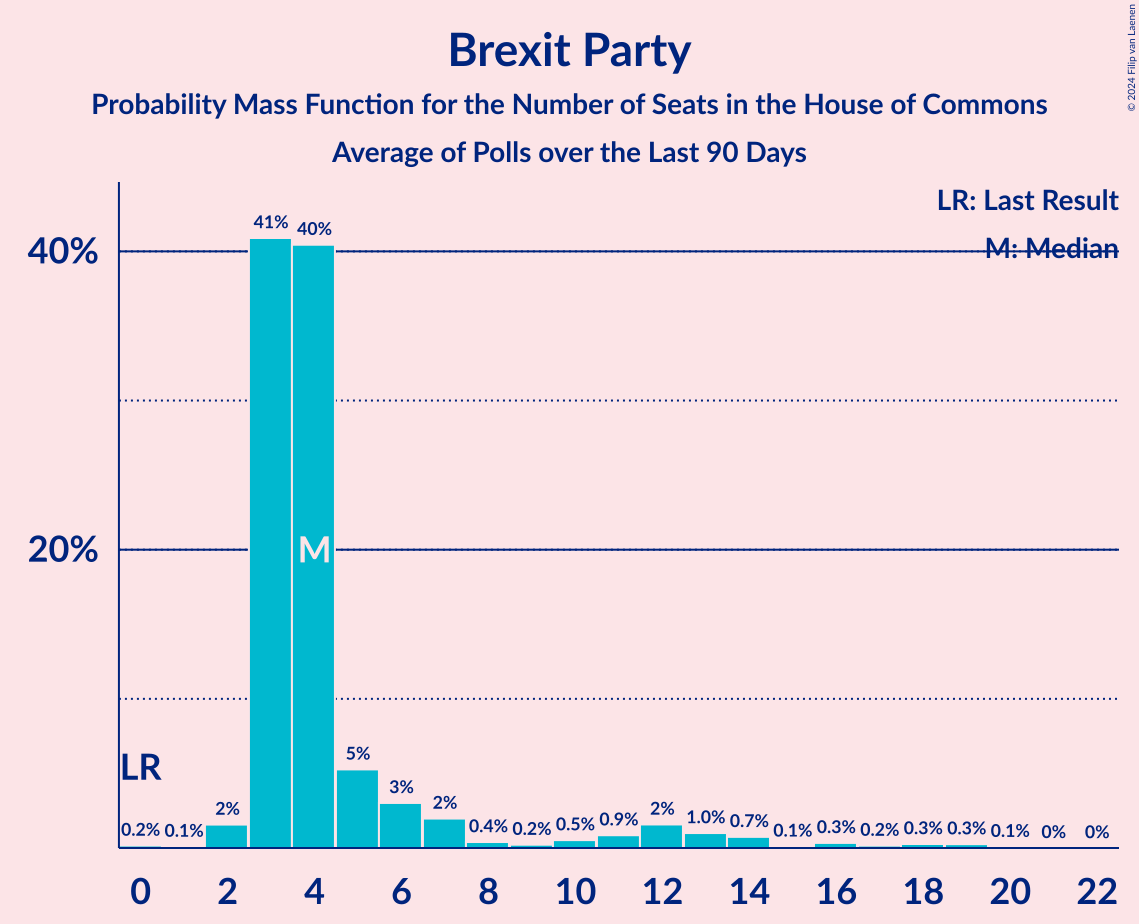 Brexit Party
Probability Mass Function for the Number of Seats in the House of Commons
Average of Polls over the Last 90 Days
© 2024 Filip van Laenen
LR: Last Result
M: Median
40%
20%
41%
40%
M
LR
0.2%
0.1%
2%
5%
3%
2%
0.4%
0.2%
0.5%
0.9%
2%
1.0%
0.7%
0.1%
0.3%
0.2%
0.3%
0.3%
0.1%
0%
0%
0 2 4 6 8 10 12 14 16 18 20 22